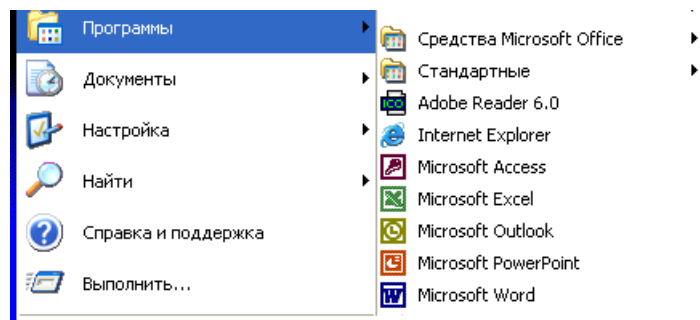 Программы
Документы
Настройка
Найти
Справка и поддержка
Выполнить...
Средства Microsoft Office
Стандартные
ICO Adobe Reader 6.0
Internet Explorer
Microsoft Access
Microsoft Excel
Microsoft Outlook
Microsoft PowerPoint
Microsoft Word